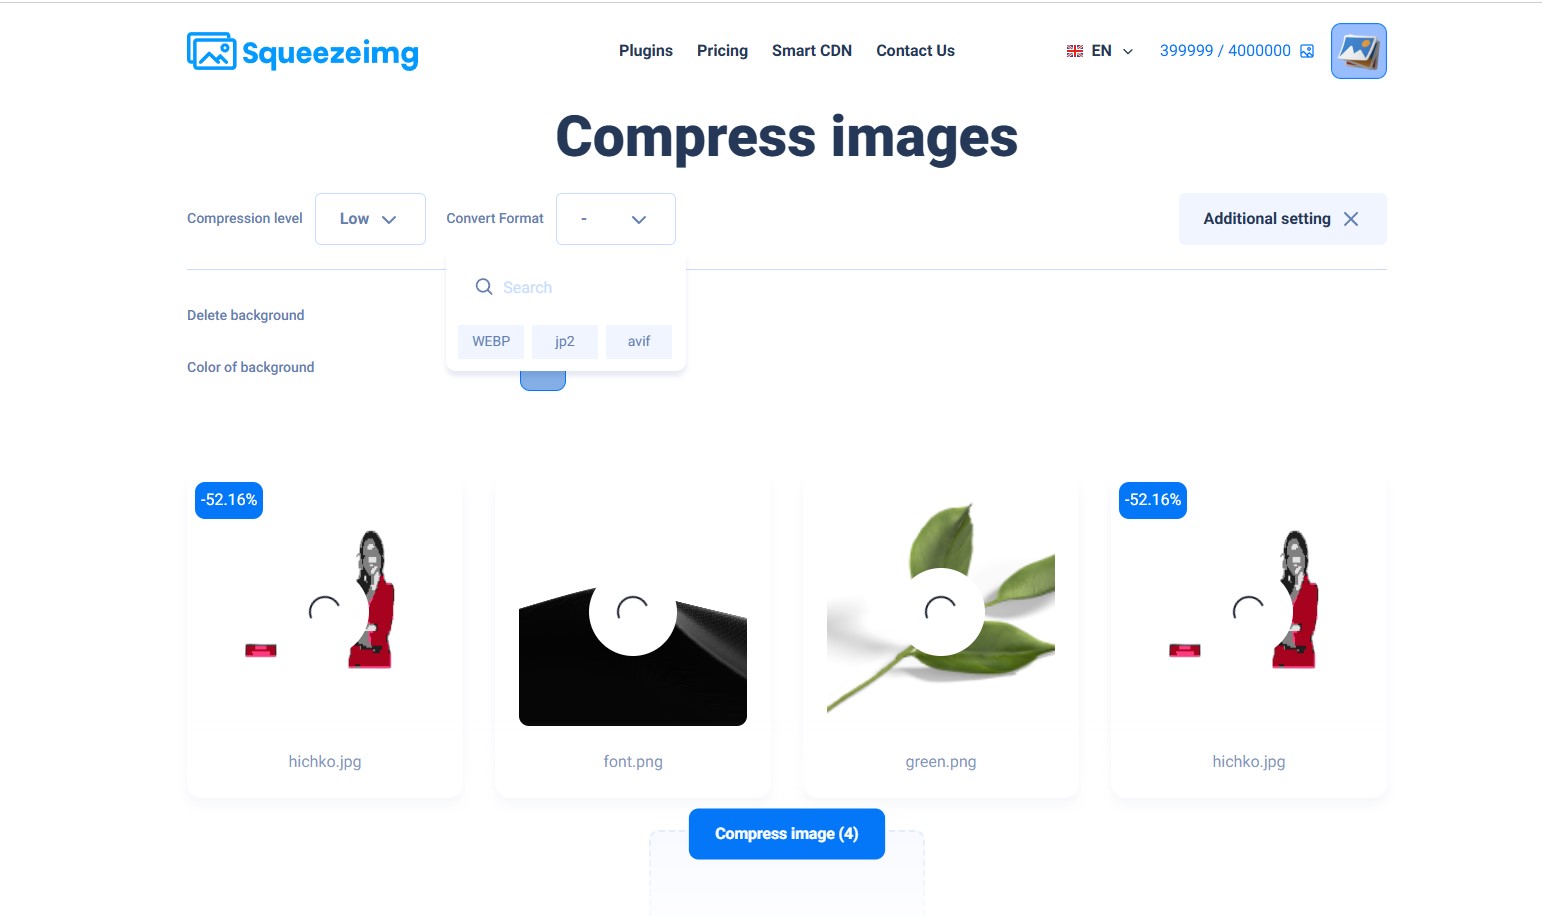 Squeezeimg
Plugins Pricing Smart CDN Contact Us
EN
399999 / 4000000
Compress images
Compression level Low Convert Format - Additional setting
Search
WEBP jp2 avif
Delete background
Color of background
-52.16% -52.16%
hichko.jpg font.png green.png hichko.jpg
Compress image (4)